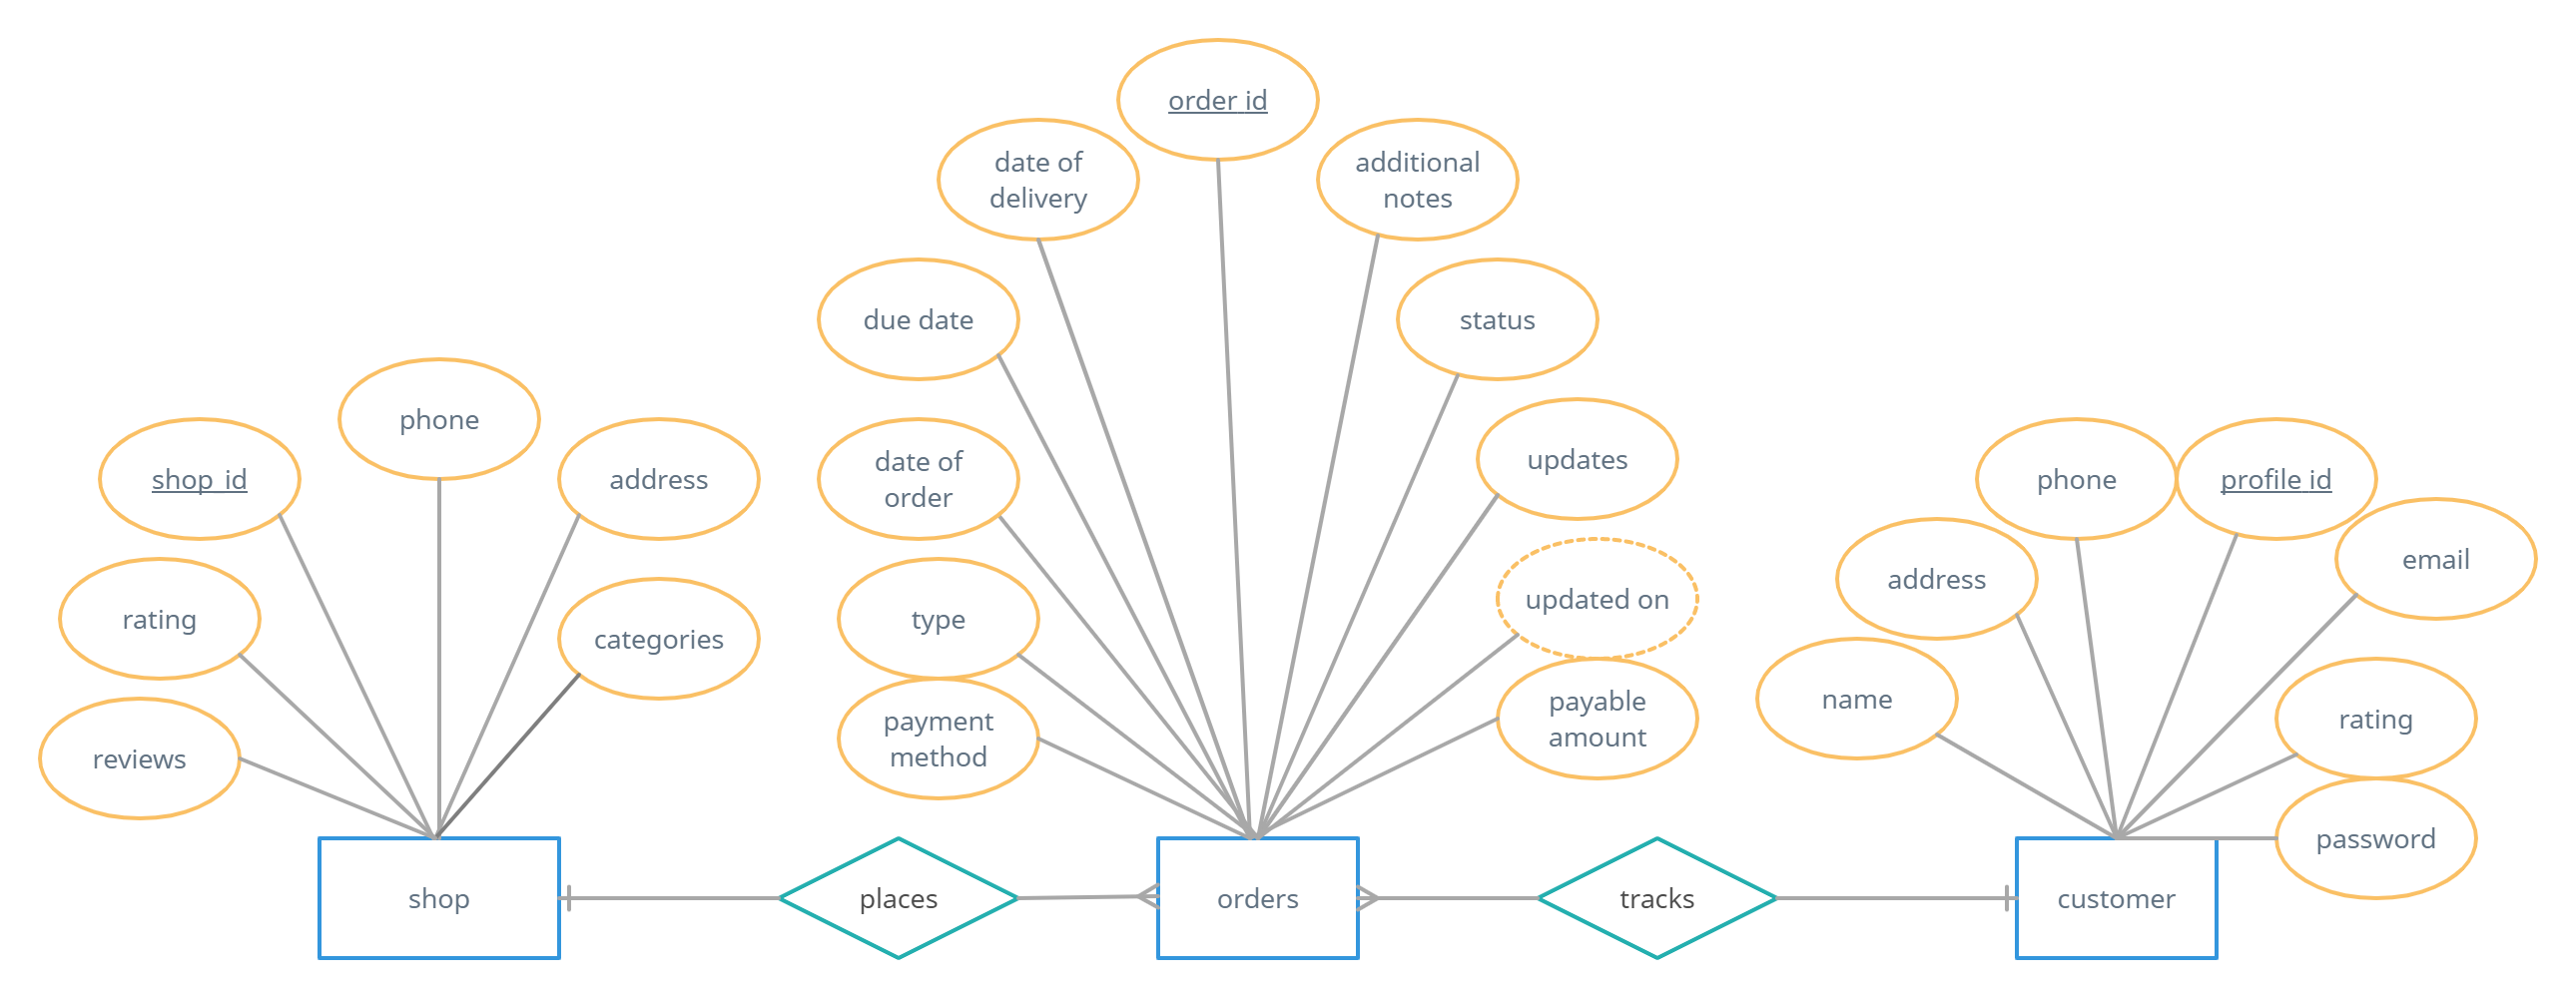 order id
date of
delivery
additional
notes
due date
status
phone
shop id
address
date of
order
updates
phone
profile id
email
rating
categories
type
updated on
address
reviews
payment
method
payable
amount
name
rating
password
shop
places
orders
tracks
customer